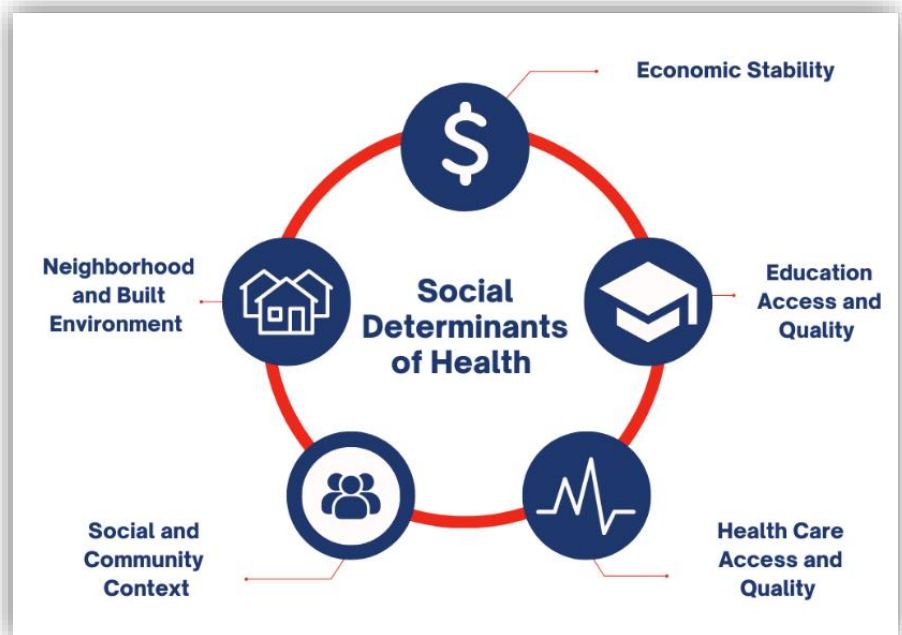 Economic Stability
Neighborhood
and Built
Environment
Social
Determinants
of Health
Education
Access and
Quality
Social and
Community
Context
Health Care
Access and
Quality